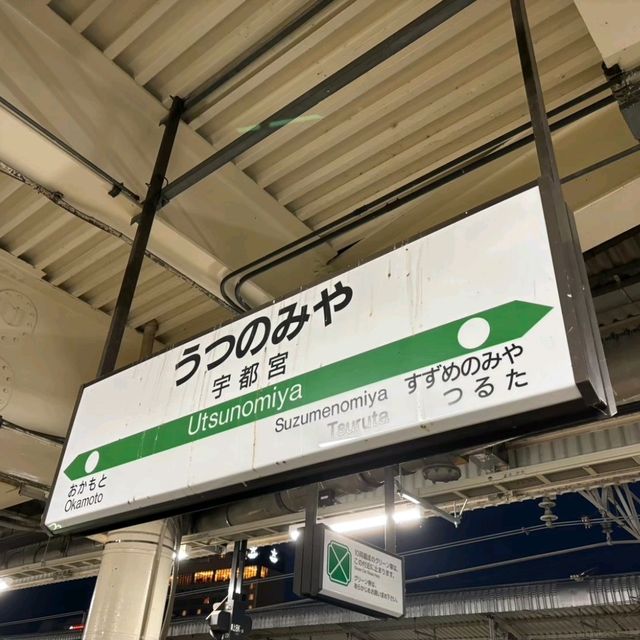 うつのみや
宇都宮
Utsunomiya
おかもと
Okamoto
すずめのみや
Suzumenomiya
つるた
Tsuruta